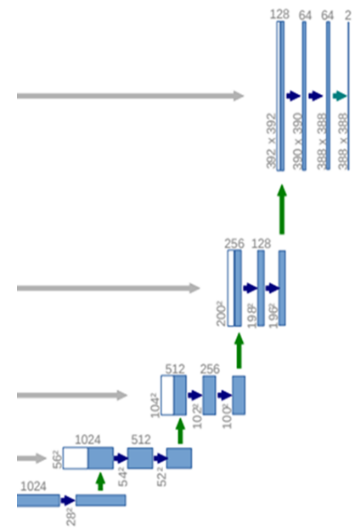 128 64 64 2
392 x 392
390 x 390
388 x 388
388 x 388
256 128
200²
198²
196²
512 256
104²
102²
100²
1024 512
56²
54²
52²
1024
28²